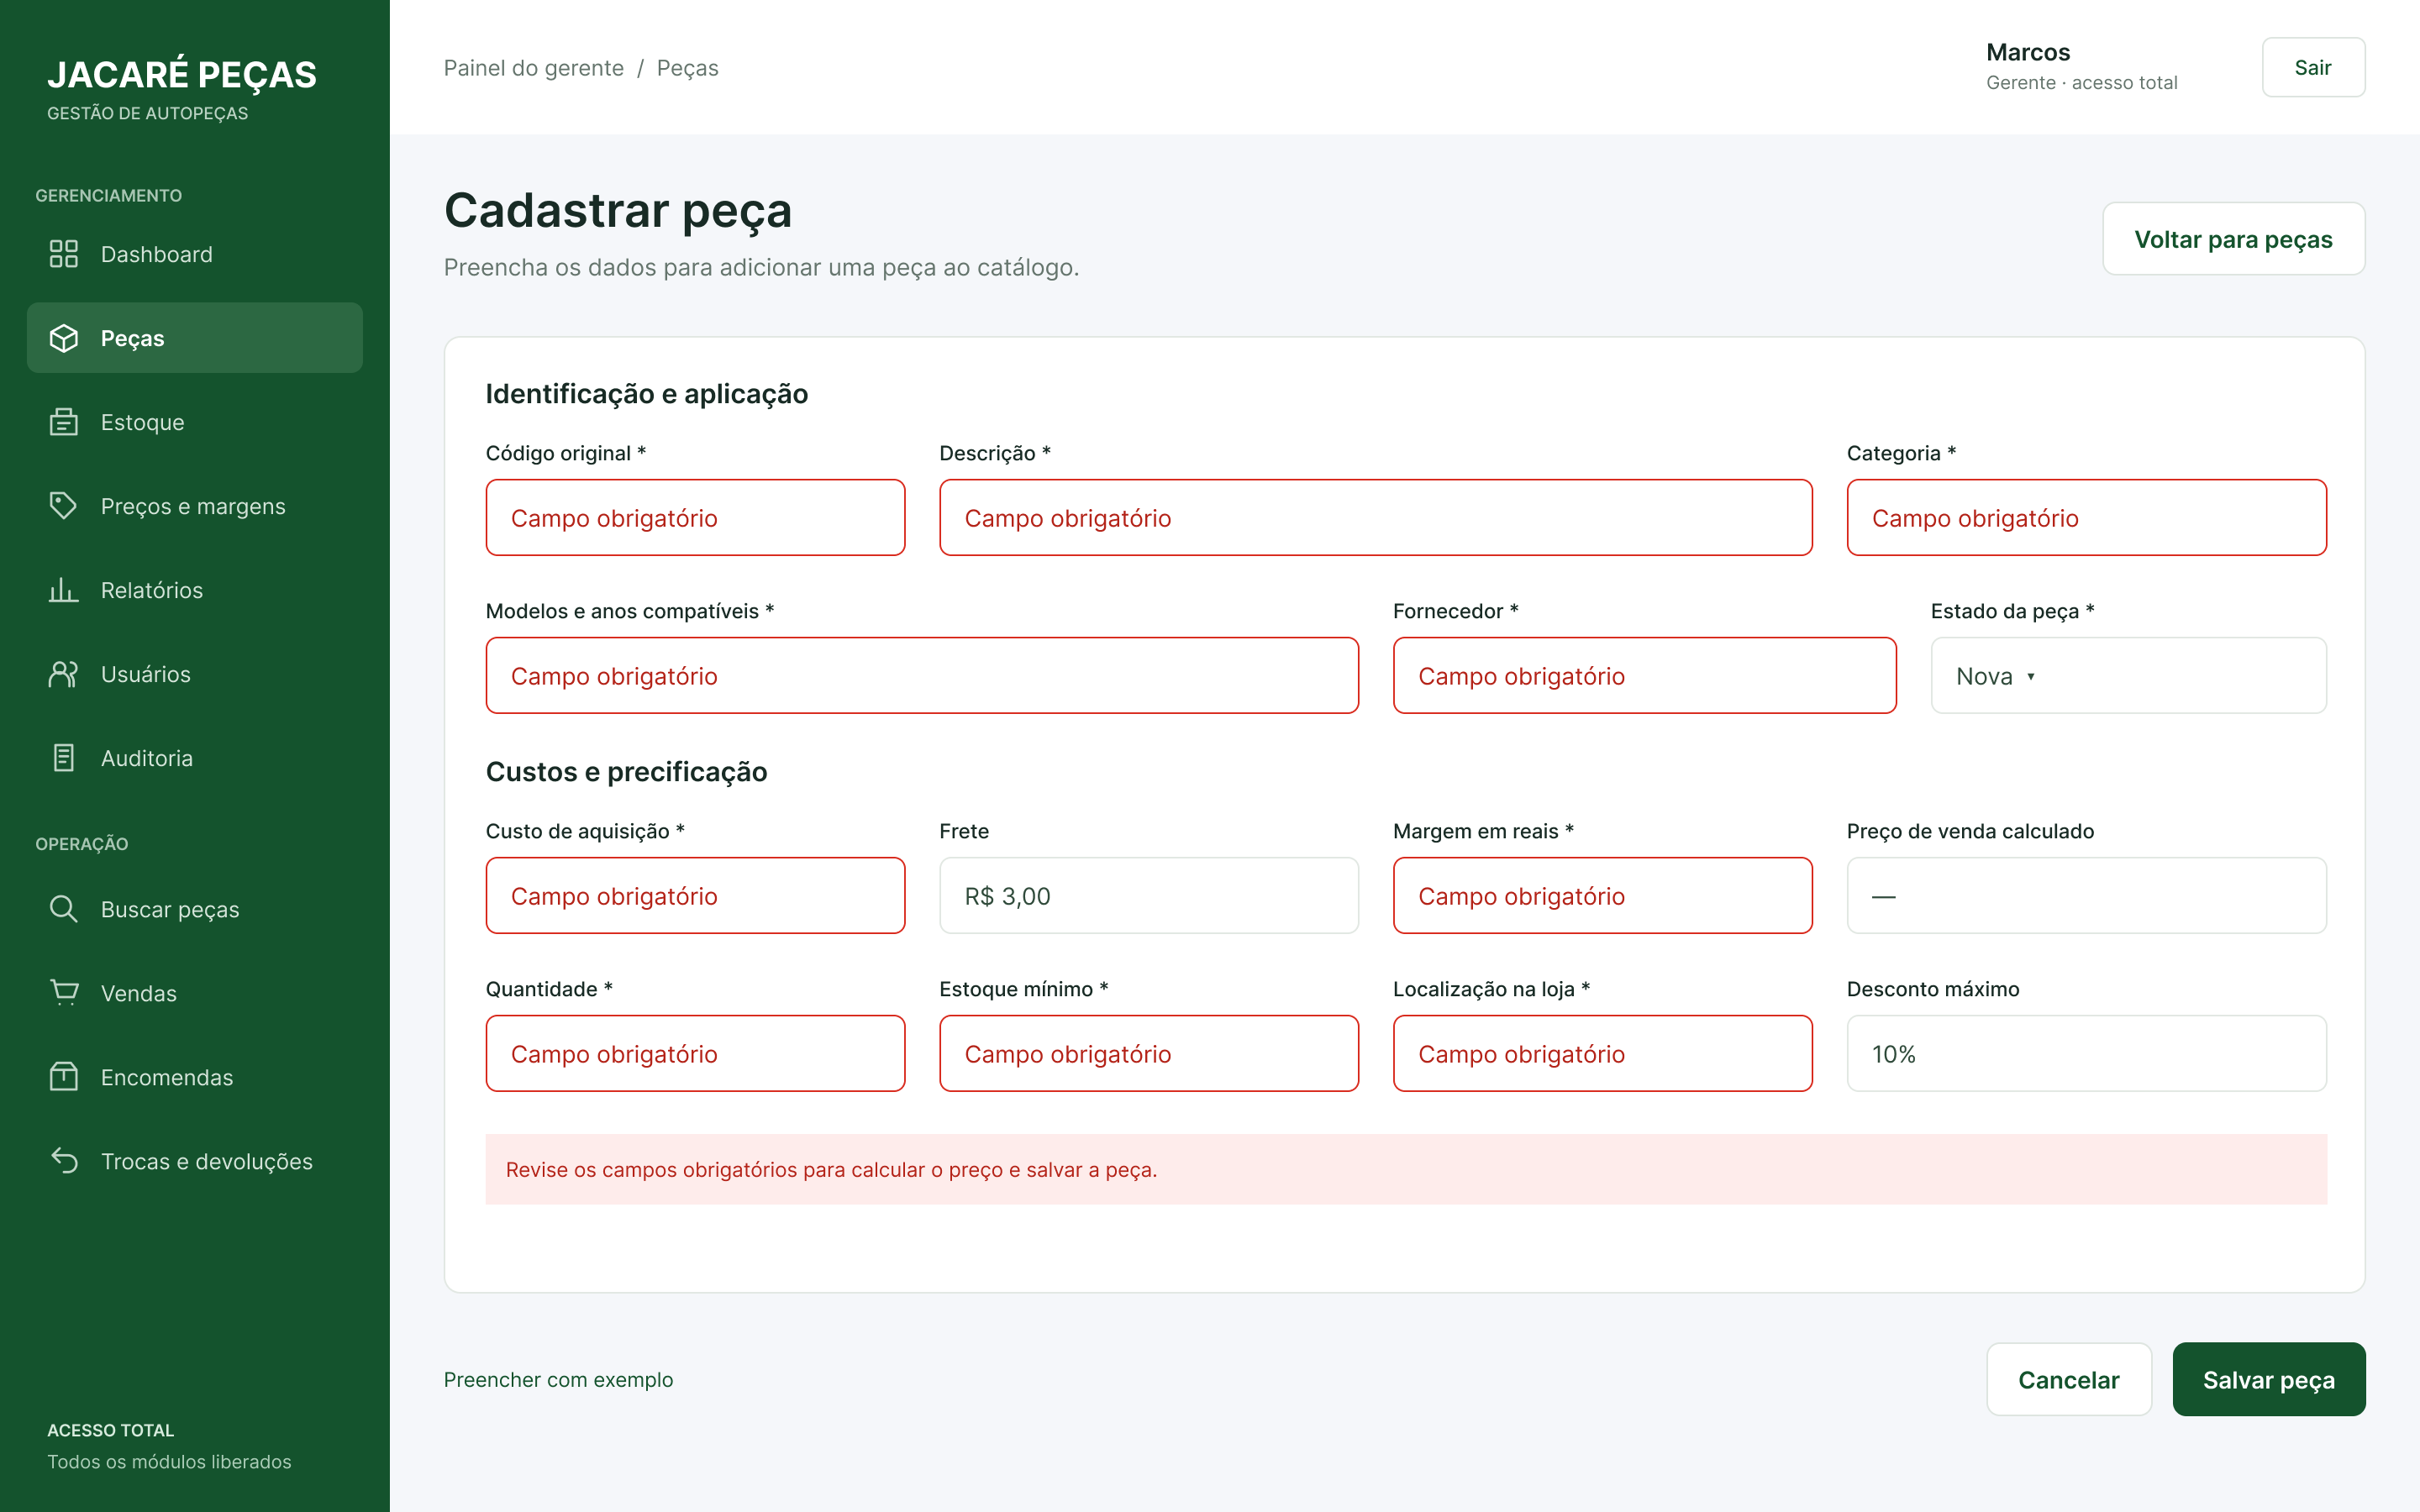 JACARÉ PEÇAS
GESTÃO DE AUTOPEÇAS
GERENCIAMENTO
Dashboard
Peças
Estoque
Preços e margens
Relatórios
Usuários
Auditoria
OPERAÇÃO
Buscar peças
Vendas
Encomendas
Trocas e devoluções
ACESSO TOTAL
Todos os módulos liberados
Painel do gerente / Peças
Marcos
Gerente · acesso total
Sair
Cadastrar peça
Preencha os dados para adicionar uma peça ao catálogo.
Voltar para peças
Identificação e aplicação
Código original * Descrição * Categoria *
Campo obrigatório Campo obrigatório Campo obrigatório
Modelos e anos compatíveis * Fornecedor * Estado da peça *
Campo obrigatório Campo obrigatório Nova ▾
Custos e precificação
Custo de aquisição * Frete Margem em reais * Preço de venda calculado
Campo obrigatório R$ 3,00 Campo obrigatório —
Quantidade * Estoque mínimo * Localização na loja * Desconto máximo
Campo obrigatório Campo obrigatório Campo obrigatório 10%
Revise os campos obrigatórios para calcular o preço e salvar a peça.
Preencher com exemplo
Cancelar
Salvar peça